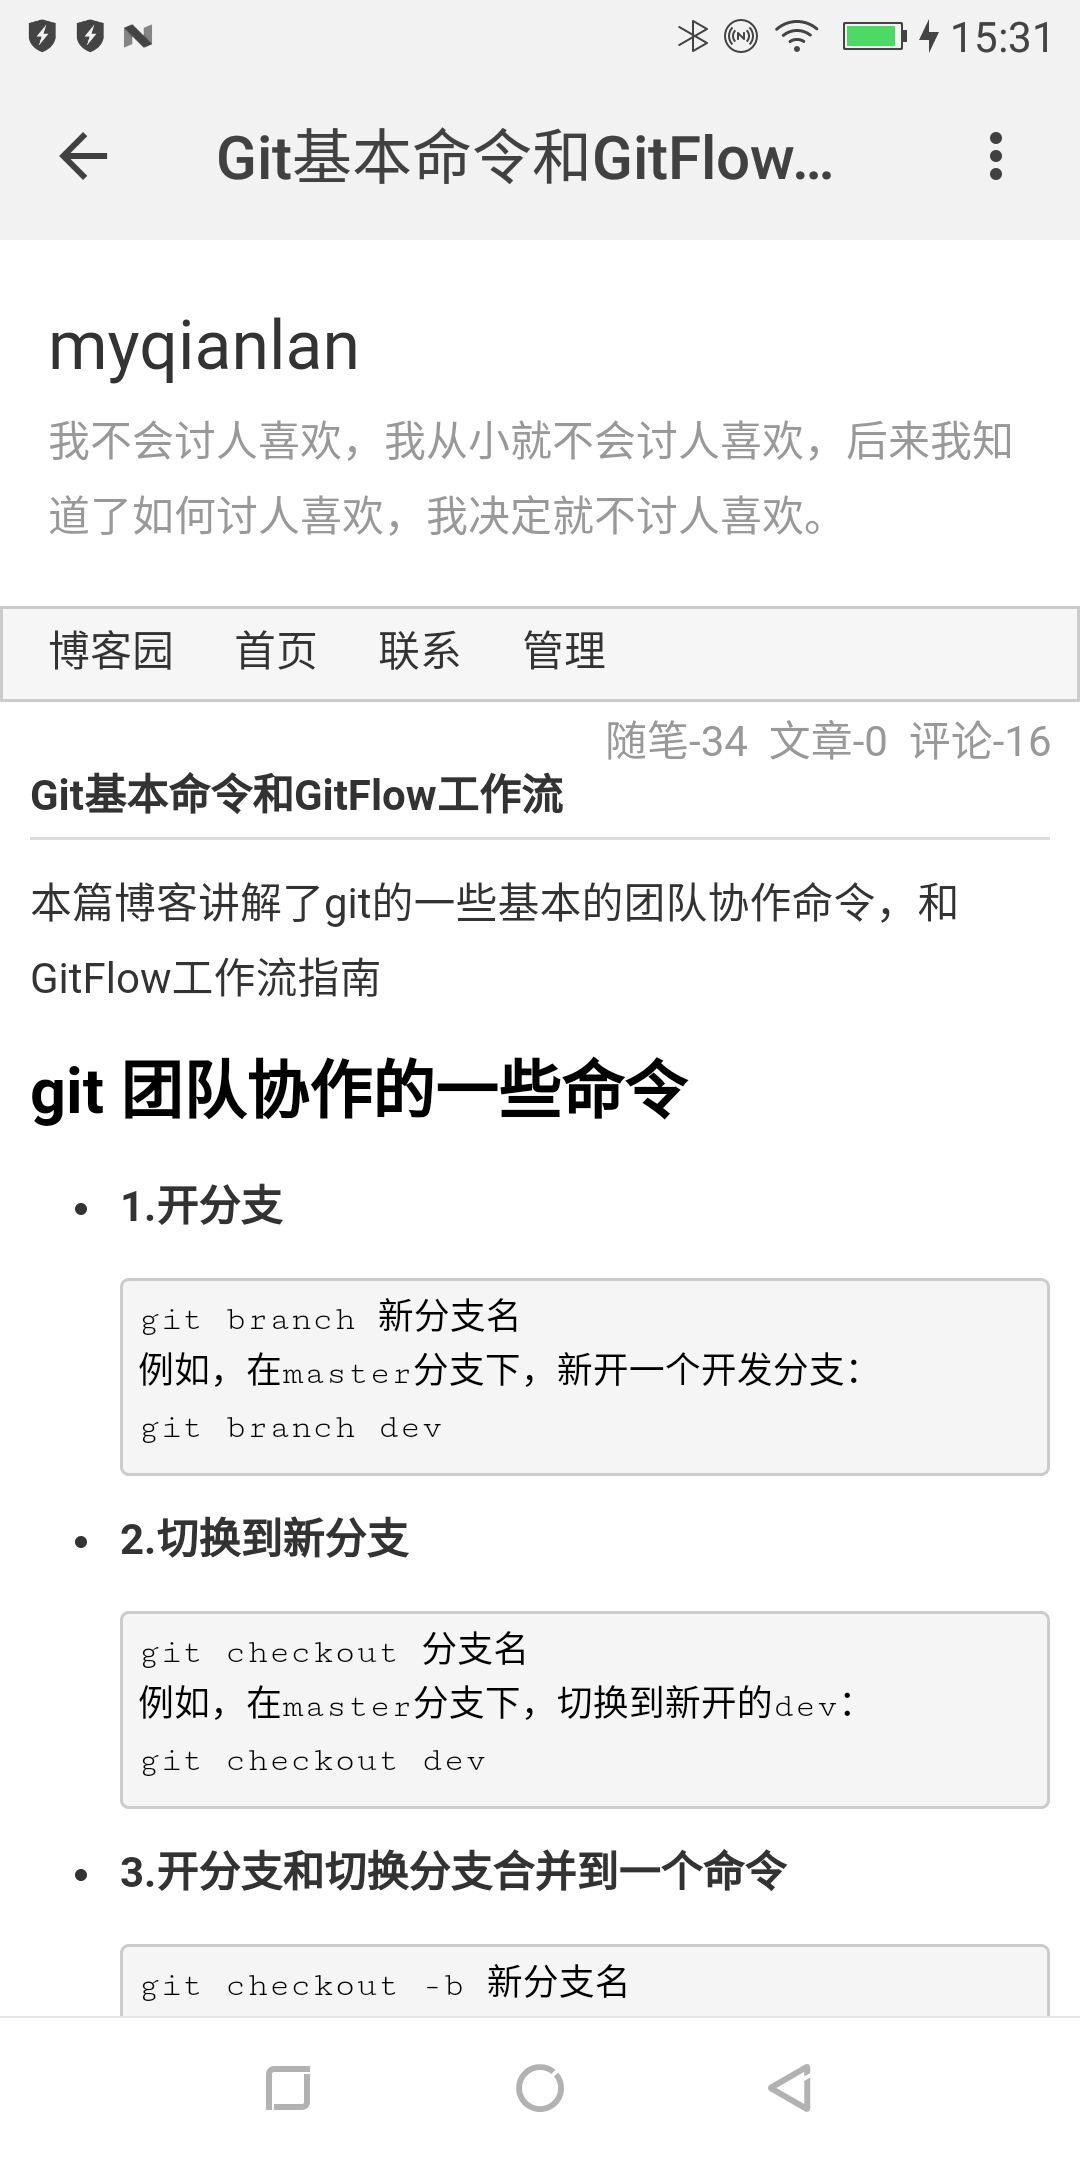 15:31
Git基本命令和GitFlow...
myqianlan
我不会讨人喜欢，我从小就不会讨人喜欢，后来我知
道了如何讨人喜欢，我决定就不讨人喜欢。
博客园 首页 联系 管理
随笔-34 文章-0 评论-16
Git基本命令和GitFlow工作流
本篇博客讲解了git的一些基本的团队协作命令，和
GitFlow工作流指南
git 团队协作的一些命令
• 1.开分支
git branch 新分支名
例如，在master分支下，新开一个开发分支：
git branch dev
• 2.切换到新分支
git checkout 分支名
例如，在master分支下，切换到新开的dev：
git checkout dev
• 3.开分支和切换分支合并到一个命令
git checkout -b 新分支名